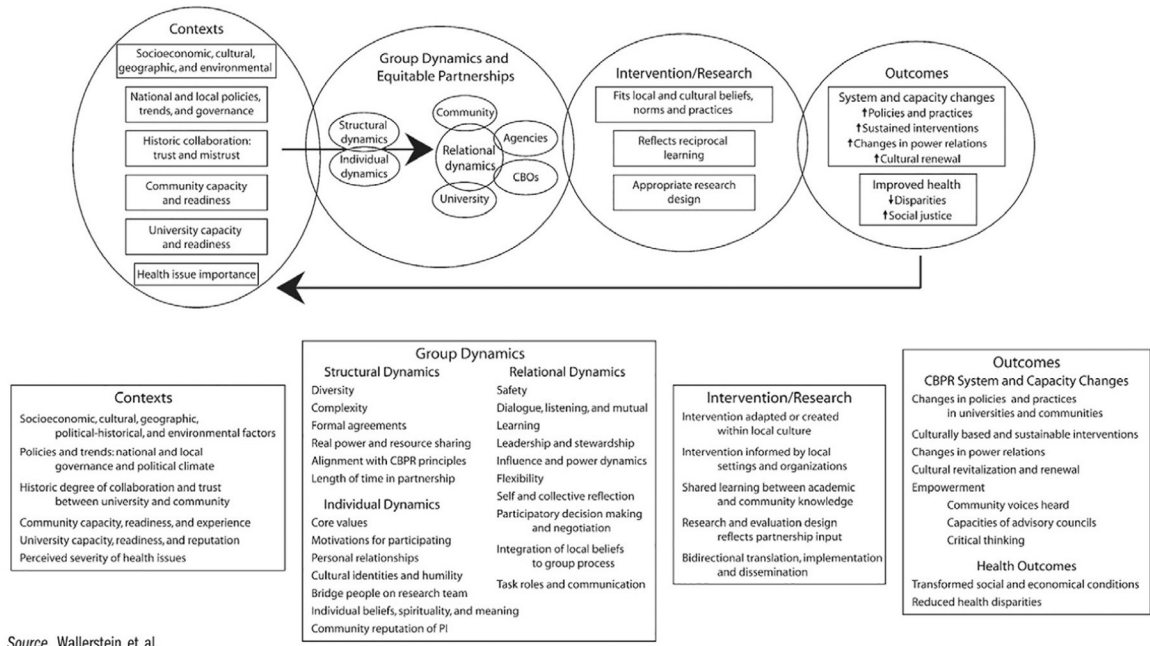 Contexts
Socioeconomic, cultural,
geographic, and environmental
National and local policies,
trends, and governance
Historic collaboration:
trust and mistrust
Community capacity
and readiness
University capacity
and readiness
Health issue importance
Group Dynamics and
Equitable Partnerships
Structural
dynamics
Individual
dynamics
Community
Relational
dynamics
Agencies
CBOs
University
Intervention/Research
Fits local and cultural beliefs,
norms and practices
Reflects reciprocal
learning
Appropriate research
design
Outcomes
System and capacity changes
↑Policies and practices
↑Sustained interventions
↑Changes in power relations
↑Cultural renewal
Improved health
↓Disparities
↑Social justice
Contexts
Socioeconomic, cultural, geographic,
political-historical, and environmental factors
Policies and trends: national and local
governance and political climate
Historic degree of collaboration and trust
between university and community
Community capacity, readiness, and experience
University capacity, readiness, and reputation
Perceived severity of health issues
Group Dynamics
Structural Dynamics
Diversity
Complexity
Formal agreements
Real power and resource sharing
Alignment with CBPR principles
Length of time in partnership
Individual Dynamics
Core values
Motivations for participating
Personal relationships
Cultural identities and humility
Bridge people on research team
Individual beliefs, spirituality, and meaning
Community reputation of PI
Relational Dynamics
Safety
Dialogue, listening, and mutual
Learning
Leadership and stewardship
Influence and power dynamics
Flexibility
Self and collective reflection
Participatory decision making
and negotiation
Integration of local beliefs
to group process
Task roles and communication
Intervention/Research
Intervention adapted or created
within local culture
Intervention informed by local
settings and organizations
Shared learning between academic
and community knowledge
Research and evaluation design
reflects partnership input
Bidirectional translation, implementation
and dissemination
Outcomes
CBPR System and Capacity Changes
Changes in policies and practices
in universities and communities
Culturally based and sustainable interventions
Changes in power relations
Cultural revitalization and renewal
Empowerment
Community voices heard
Capacities of advisory councils
Critical thinking
Health Outcomes
Transformed social and economical conditions
Reduced health disparities
Source. Wallerstein et al.